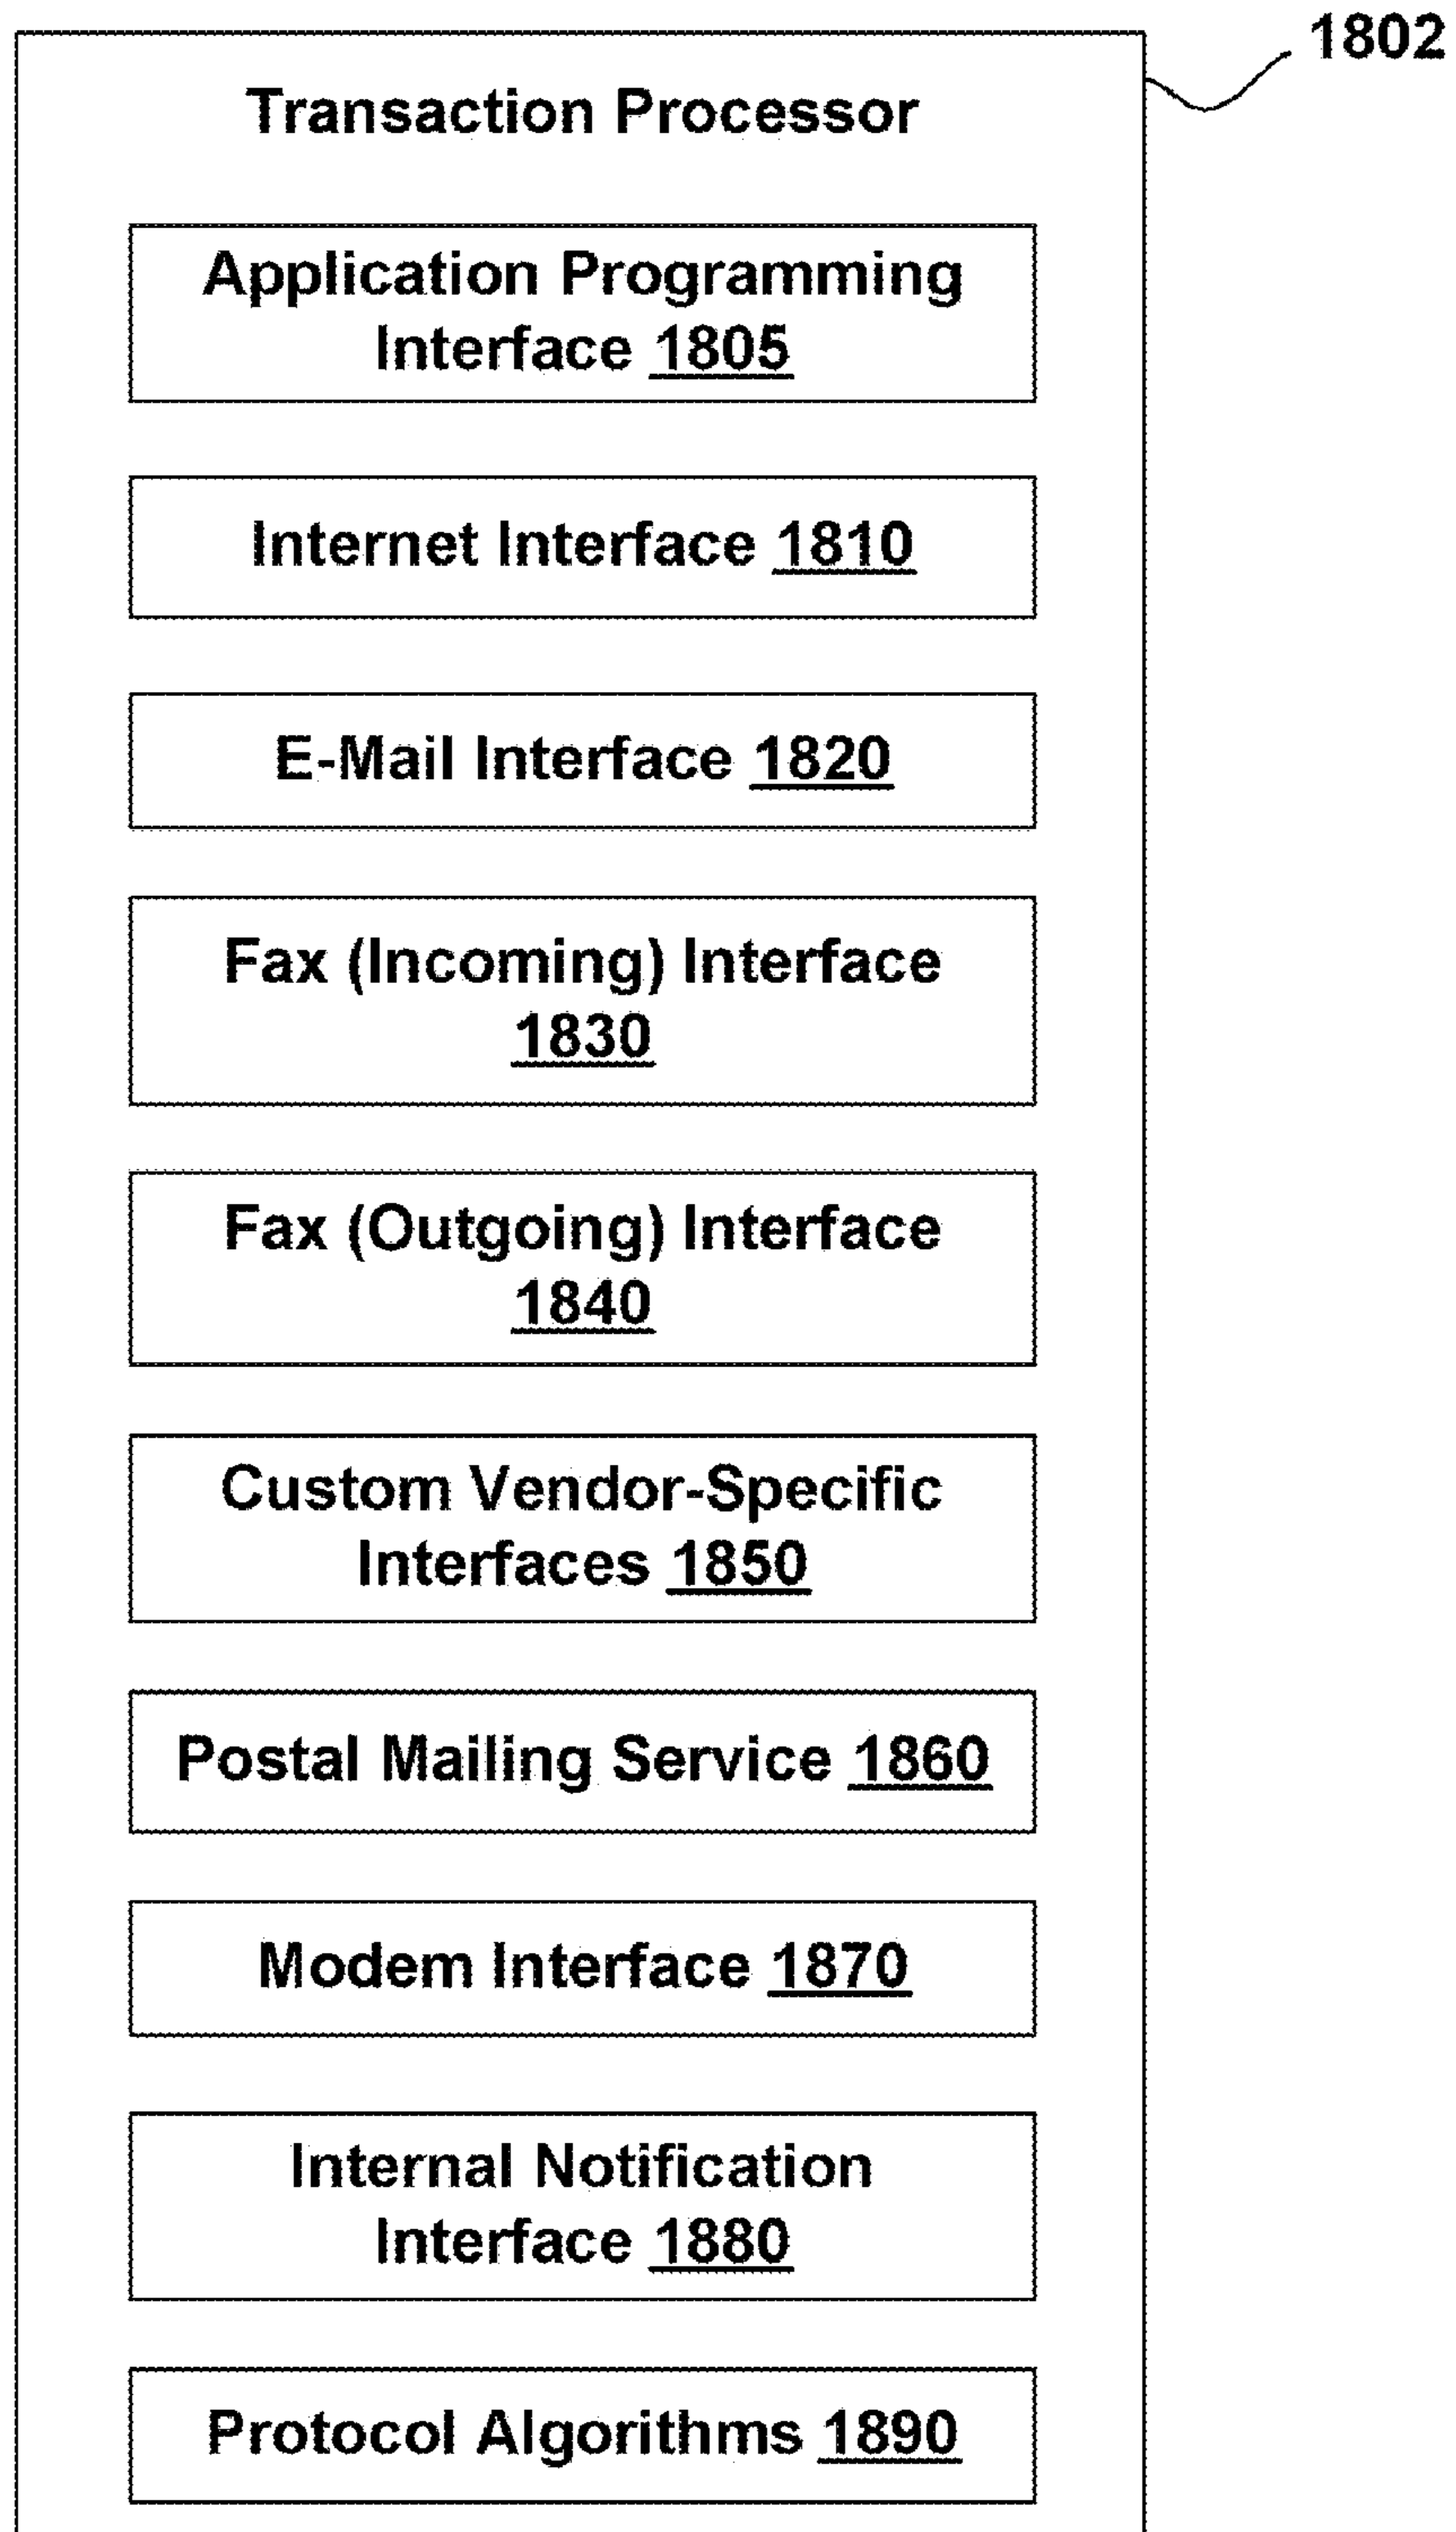 1802
Transaction Processor
Application Programming
Interface 1805
Internet Interface 1810
E-Mail Interface 1820
Fax (Incoming) Interface
1830
Fax (Outgoing) Interface
1840
Custom Vendor-Specific
Interfaces 1850
Postal Mailing Service 1860
Modem Interface 1870
Internal Notification
Interface 1880
Protocol Algorithms 1890